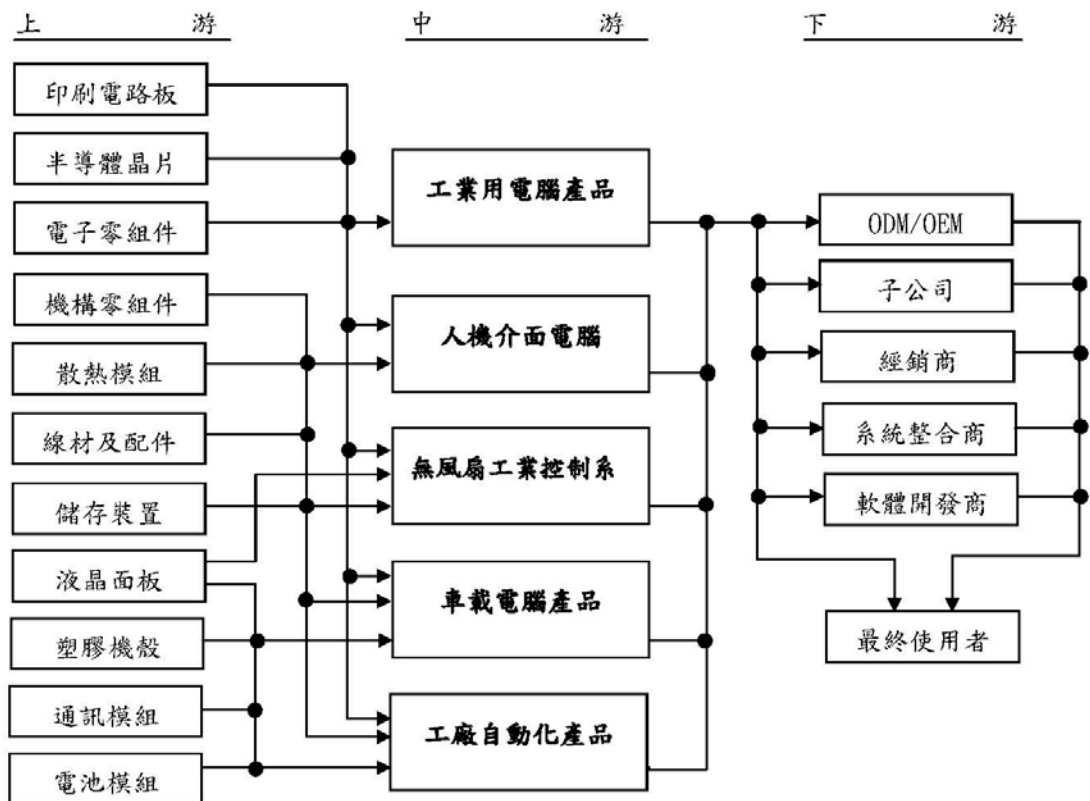 上 游
中 游
下 游
印刷電路板
半導體晶片
電子零組件
機構零組件
散熱模組
線材及配件
儲存裝置
液晶面板
塑膠機殼
通訊模組
電池模組
工業用電腦產品
人機介面電腦
無風扇工業控制系
車載電腦產品
工廠自動化產品
ODM/OEM
子公司
經銷商
系統整合商
軟體開發商
最終使用者